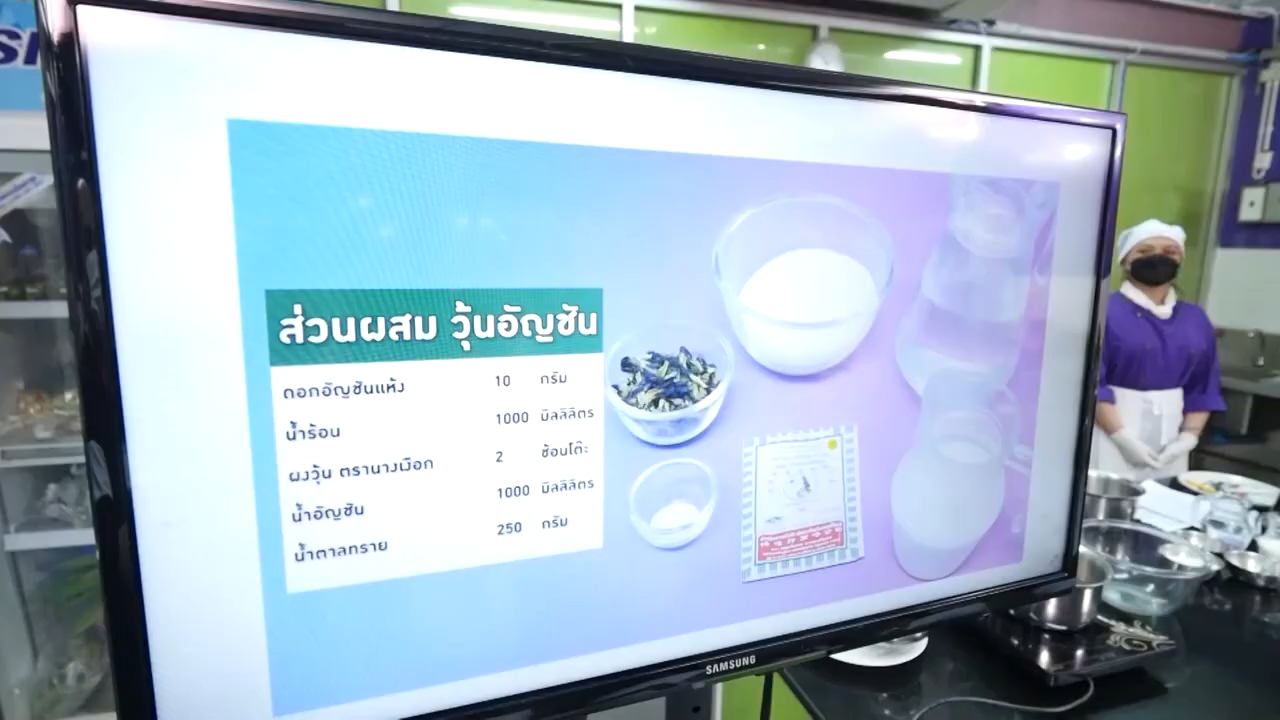 ส่วนผสม วุ้นอัญชัน
ดอกอัญชันแห้ง 10 กรัม
น้ำร้อน 1000 มิลลิลิตร
ผงวุ้น ตรานางเงือก 2 ช้อนโต๊ะ
น้ำอัญชัน 1000 มิลลิลิตร
น้ำตาลทราย 250 กรัม
SAMSUNG